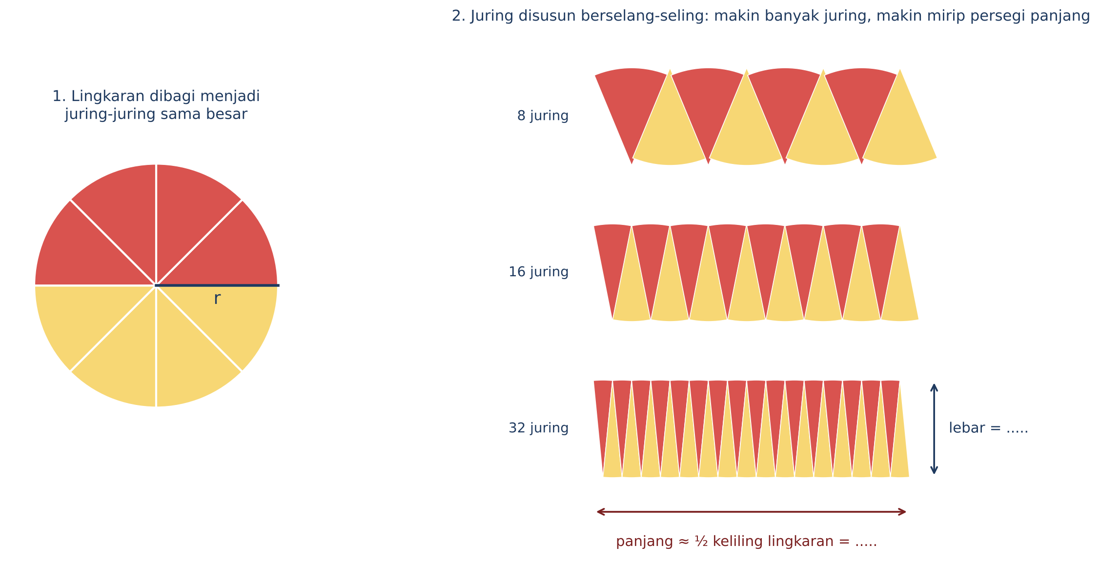 2. Juring disusun berselang-seling: makin banyak juring, makin mirip persegi panjang
1. Lingkaran dibagi menjadi
juring-juring sama besar
r
8 juring
16 juring
32 juring
lebar = .....
panjang ≈ ½ keliling lingkaran = .....